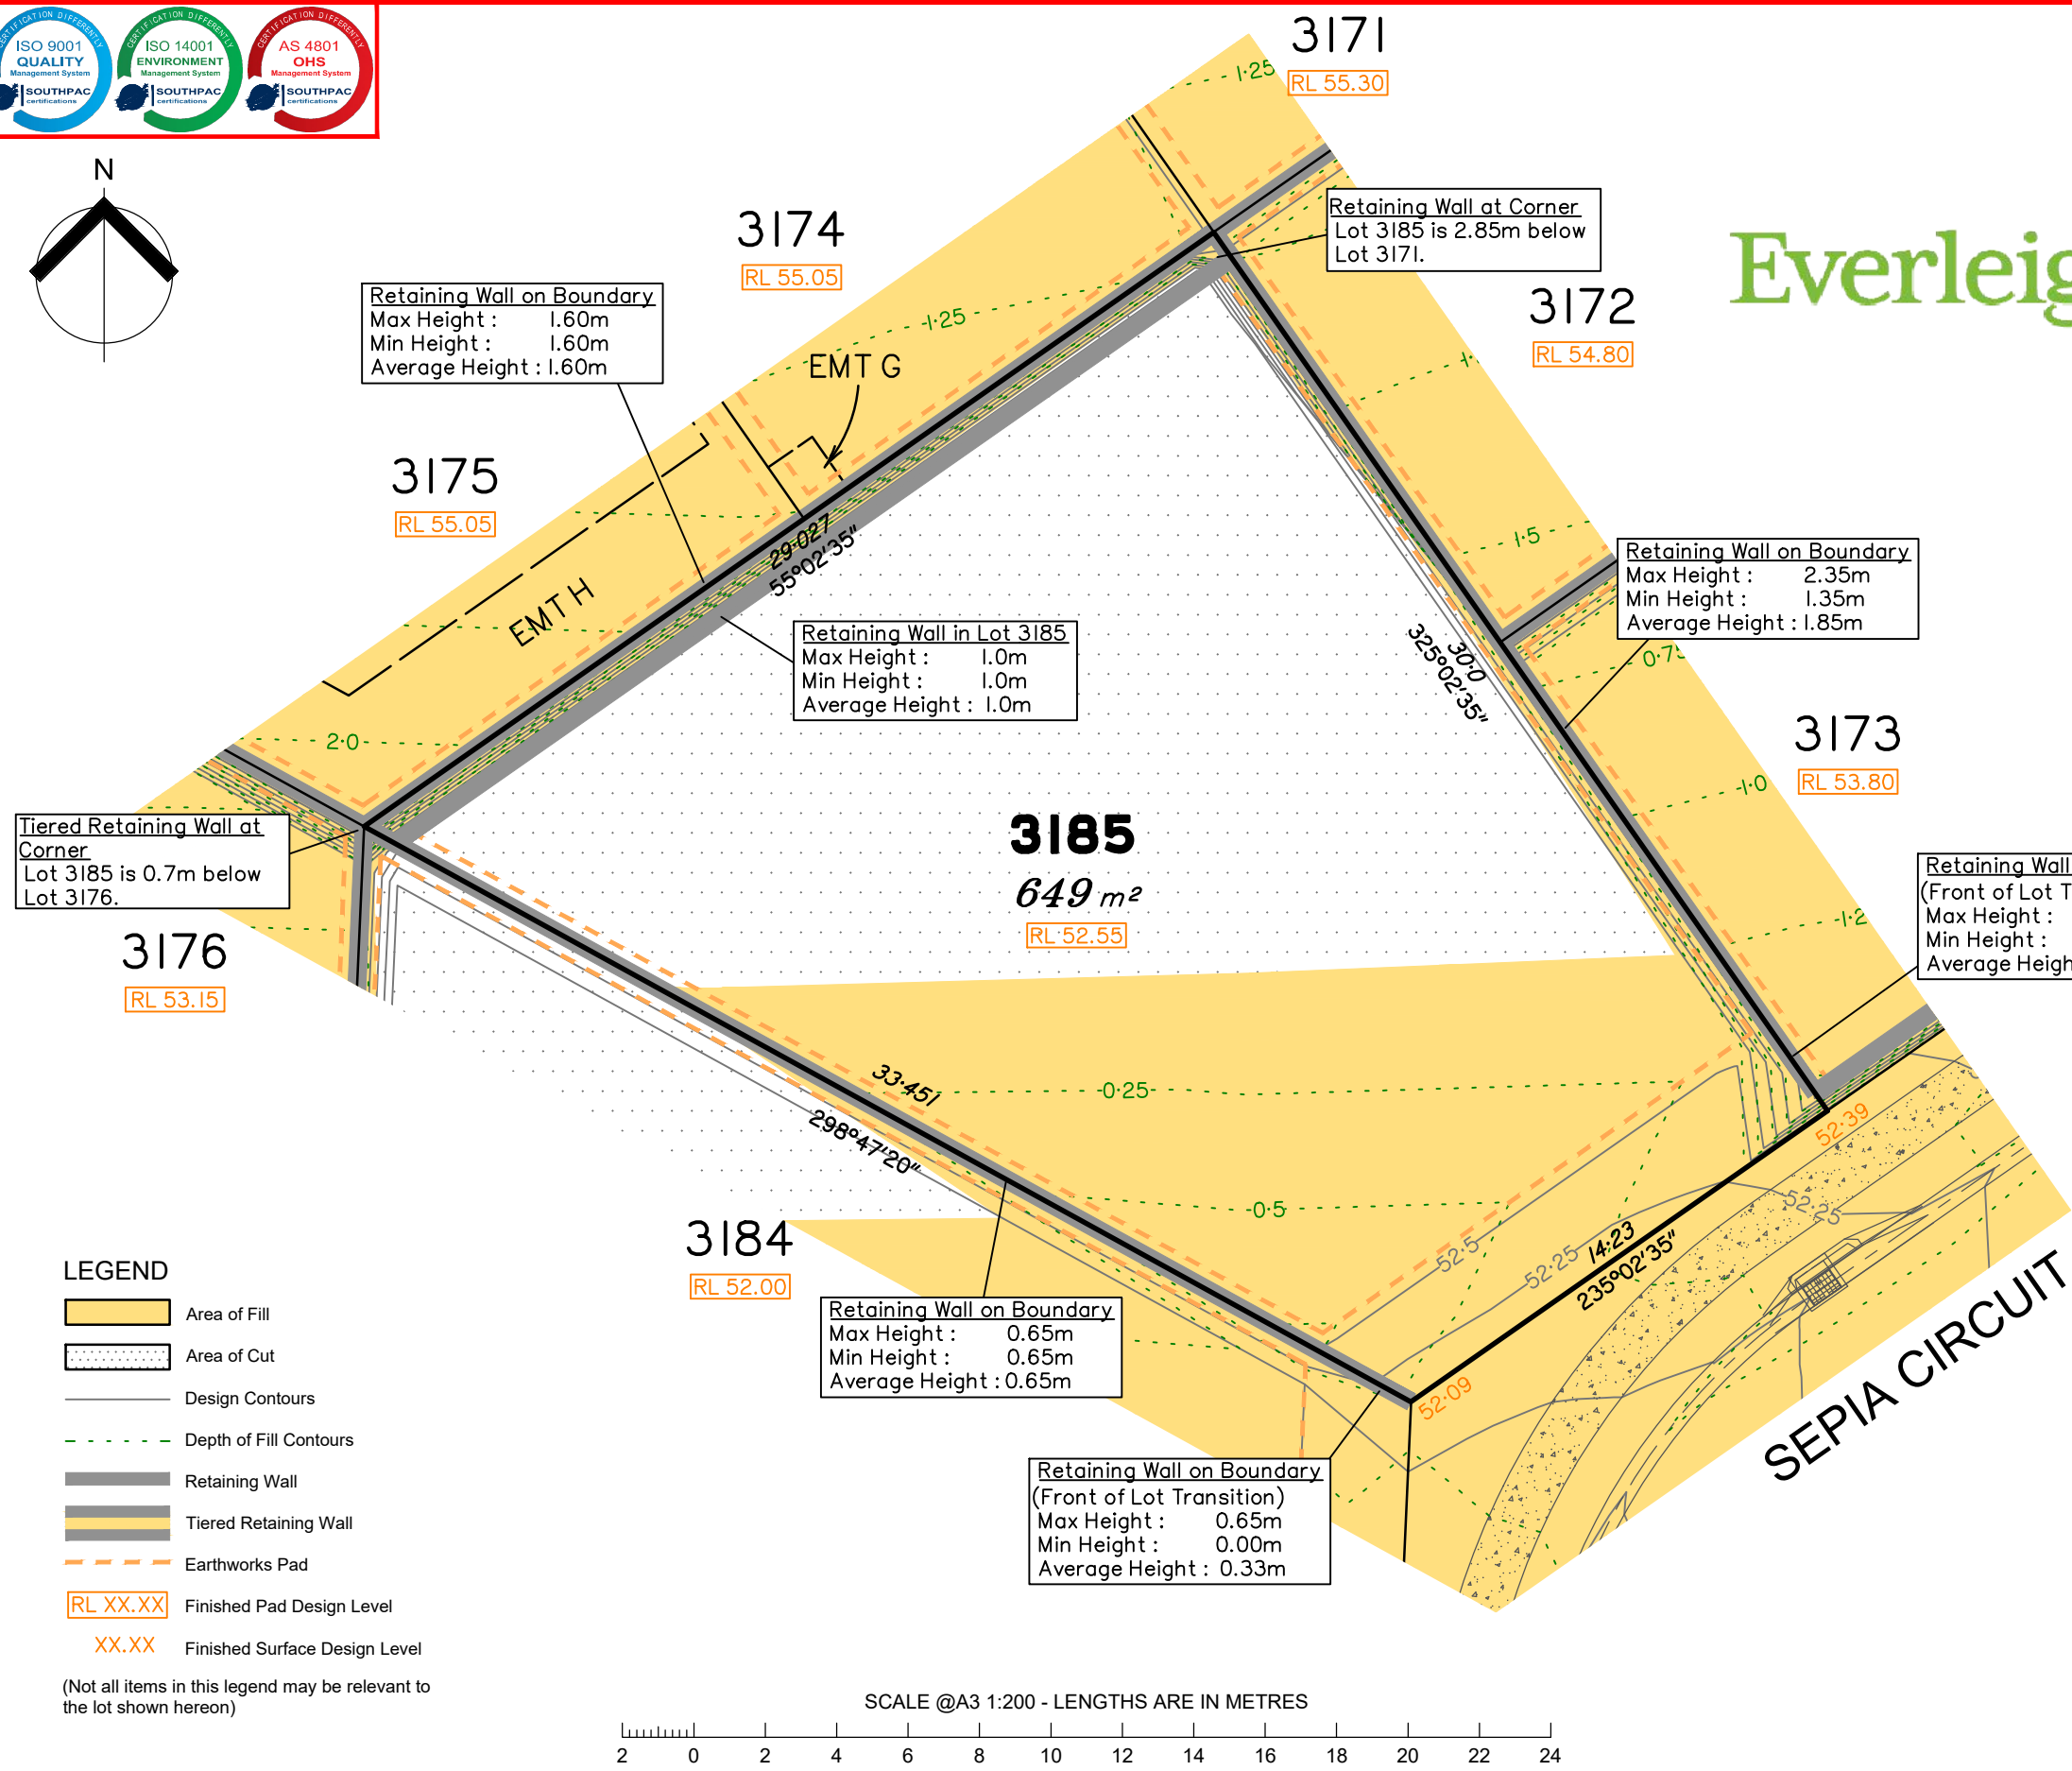 CERTIFICATION DIFFERENTLY
ISO 9001
QUALITY
Management System
SOUTHPAC
certifications
CERTIFICATION DIFFERENTLY
ISO 14001
ENVIRONMENT
Management System
SOUTHPAC
certifications
CERTIFICATION DIFFERENTLY
AS 4801
OHS
Management System
SOUTHPAC
certifications
N
3171
RL 55.30
1·25
3174
RL 55.05
Retaining Wall at Corner
Lot 3185 is 2.85m below
Lot 3171.
Everleig
3172
RL 54.80
Retaining Wall on Boundary
Max Height : 1.60m
Min Height : 1.60m
Average Height : 1.60m
-1·25
EMT G
3175
RL 55.05
1·5
29·027
55°02'35"
Retaining Wall on Boundary
Max Height : 2.35m
Min Height : 1.35m
Average Height : 1.85m
EMT H
Retaining Wall in Lot 3185
Max Height : 1.0m
Min Height : 1.0m
Average Height : 1.0m
30·0
325°02'35"
0·75
2·0
3173
RL 53.80
-1·0
Tiered Retaining Wall at
Corner
Lot 3185 is 0.7m below
Lot 3176.
3185
649 m²
RL 52.55
Retaining Wall
(Front of Lot T
Max Height :
Min Height :
Average Heigh
-1·2
3176
RL 53.15
33·451
298°47'20"
-0·25-
52·39
-0·5
52·25
3184
RL 52.00
52·5
52·25
14·23
235°02'35"
SEPIA CIRCUIT
Retaining Wall on Boundary
Max Height : 0.65m
Min Height : 0.65m
Average Height : 0.65m
52·09
Retaining Wall on Boundary
(Front of Lot Transition)
Max Height : 0.65m
Min Height : 0.00m
Average Height : 0.33m
LEGEND
Area of Fill
Area of Cut
Design Contours
Depth of Fill Contours
Retaining Wall
Tiered Retaining Wall
Earthworks Pad
RL XX.XX Finished Pad Design Level
XX.XX Finished Surface Design Level
(Not all items in this legend may be relevant to
the lot shown hereon)
SCALE @A3 1:200 - LENGTHS ARE IN METRES
2 0 2 4 6 8 10 12 14 16 18 20 22 24